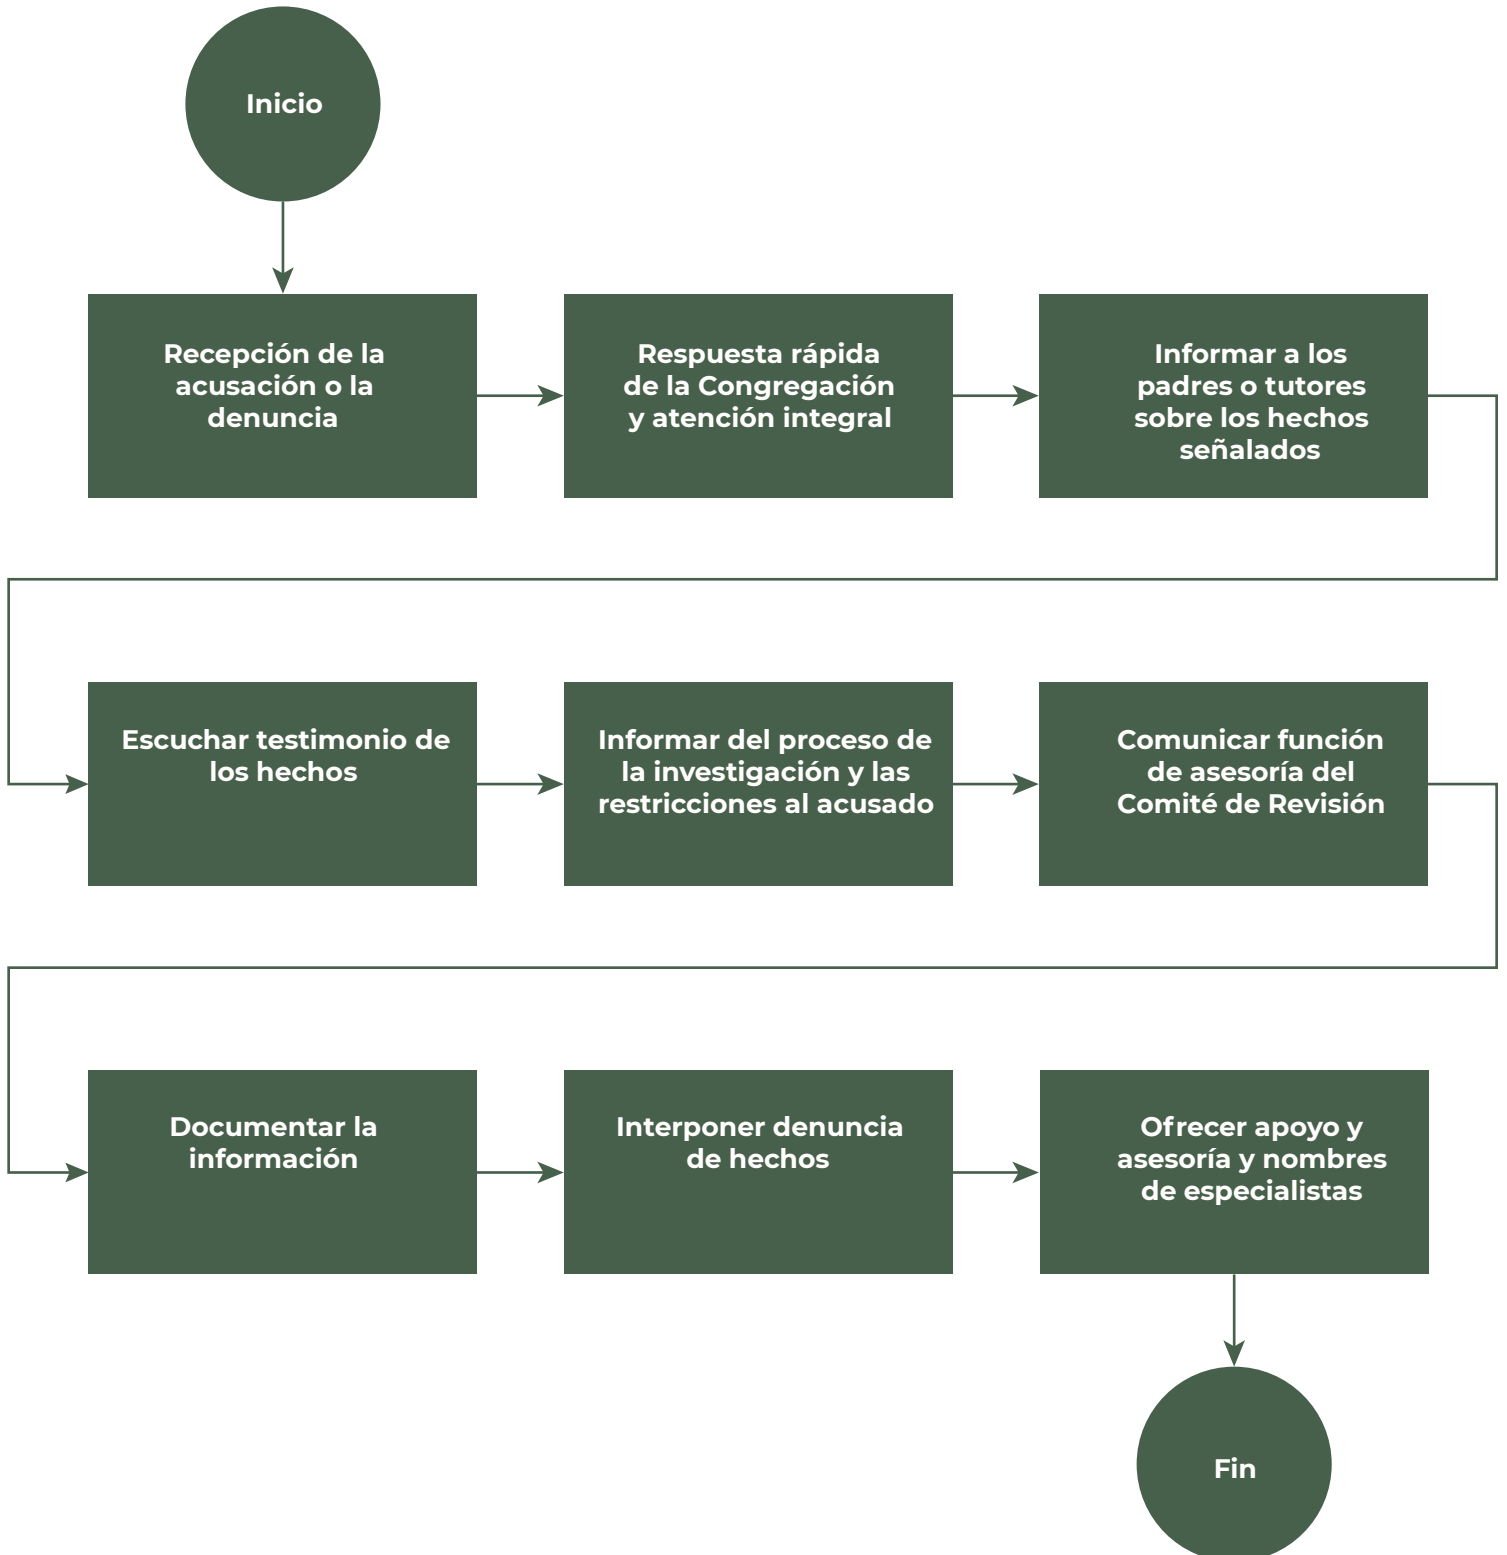 Inicio
Recepción de la
acusación o la
denuncia
Respuesta rápida
de la Congregación
y atención integral
Informar a los
padres o tutores
sobre los hechos
señalados
Escuchar testimonio de
los hechos
Informar del proceso de
la investigación y las
restricciones al acusado
Comunicar función
de asesoría del
Comité de Revisión
Documentar la
información
Interponer denuncia
de hechos
Ofrecer apoyo y
asesoría y nombres
de especialistas
Fin